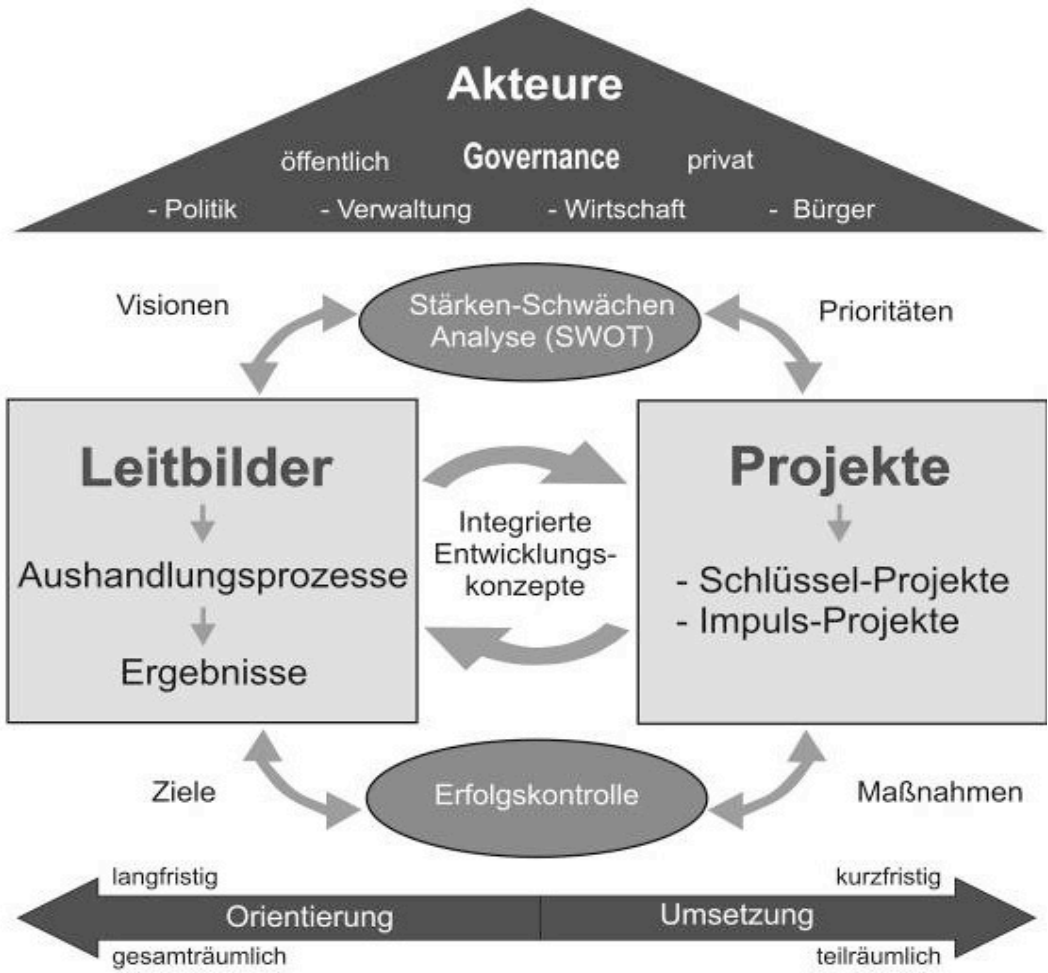 Akteure
öffentlich Governance privat
- Politik - Verwaltung - Wirtschaft - Bürger
Visionen
Stärken-Schwächen
Analyse (SWOT)
Prioritäten
Leitbilder
Aushandlungsprozesse
Ergebnisse
Integrierte
Entwicklungs-
konzepte
Projekte
- Schlüssel-Projekte
- Impuls-Projekte
Ziele
Erfolgskontrolle
Maßnahmen
langfristig kurzfristig
Orientierung Umsetzung
gesamträumlich teilräumlich